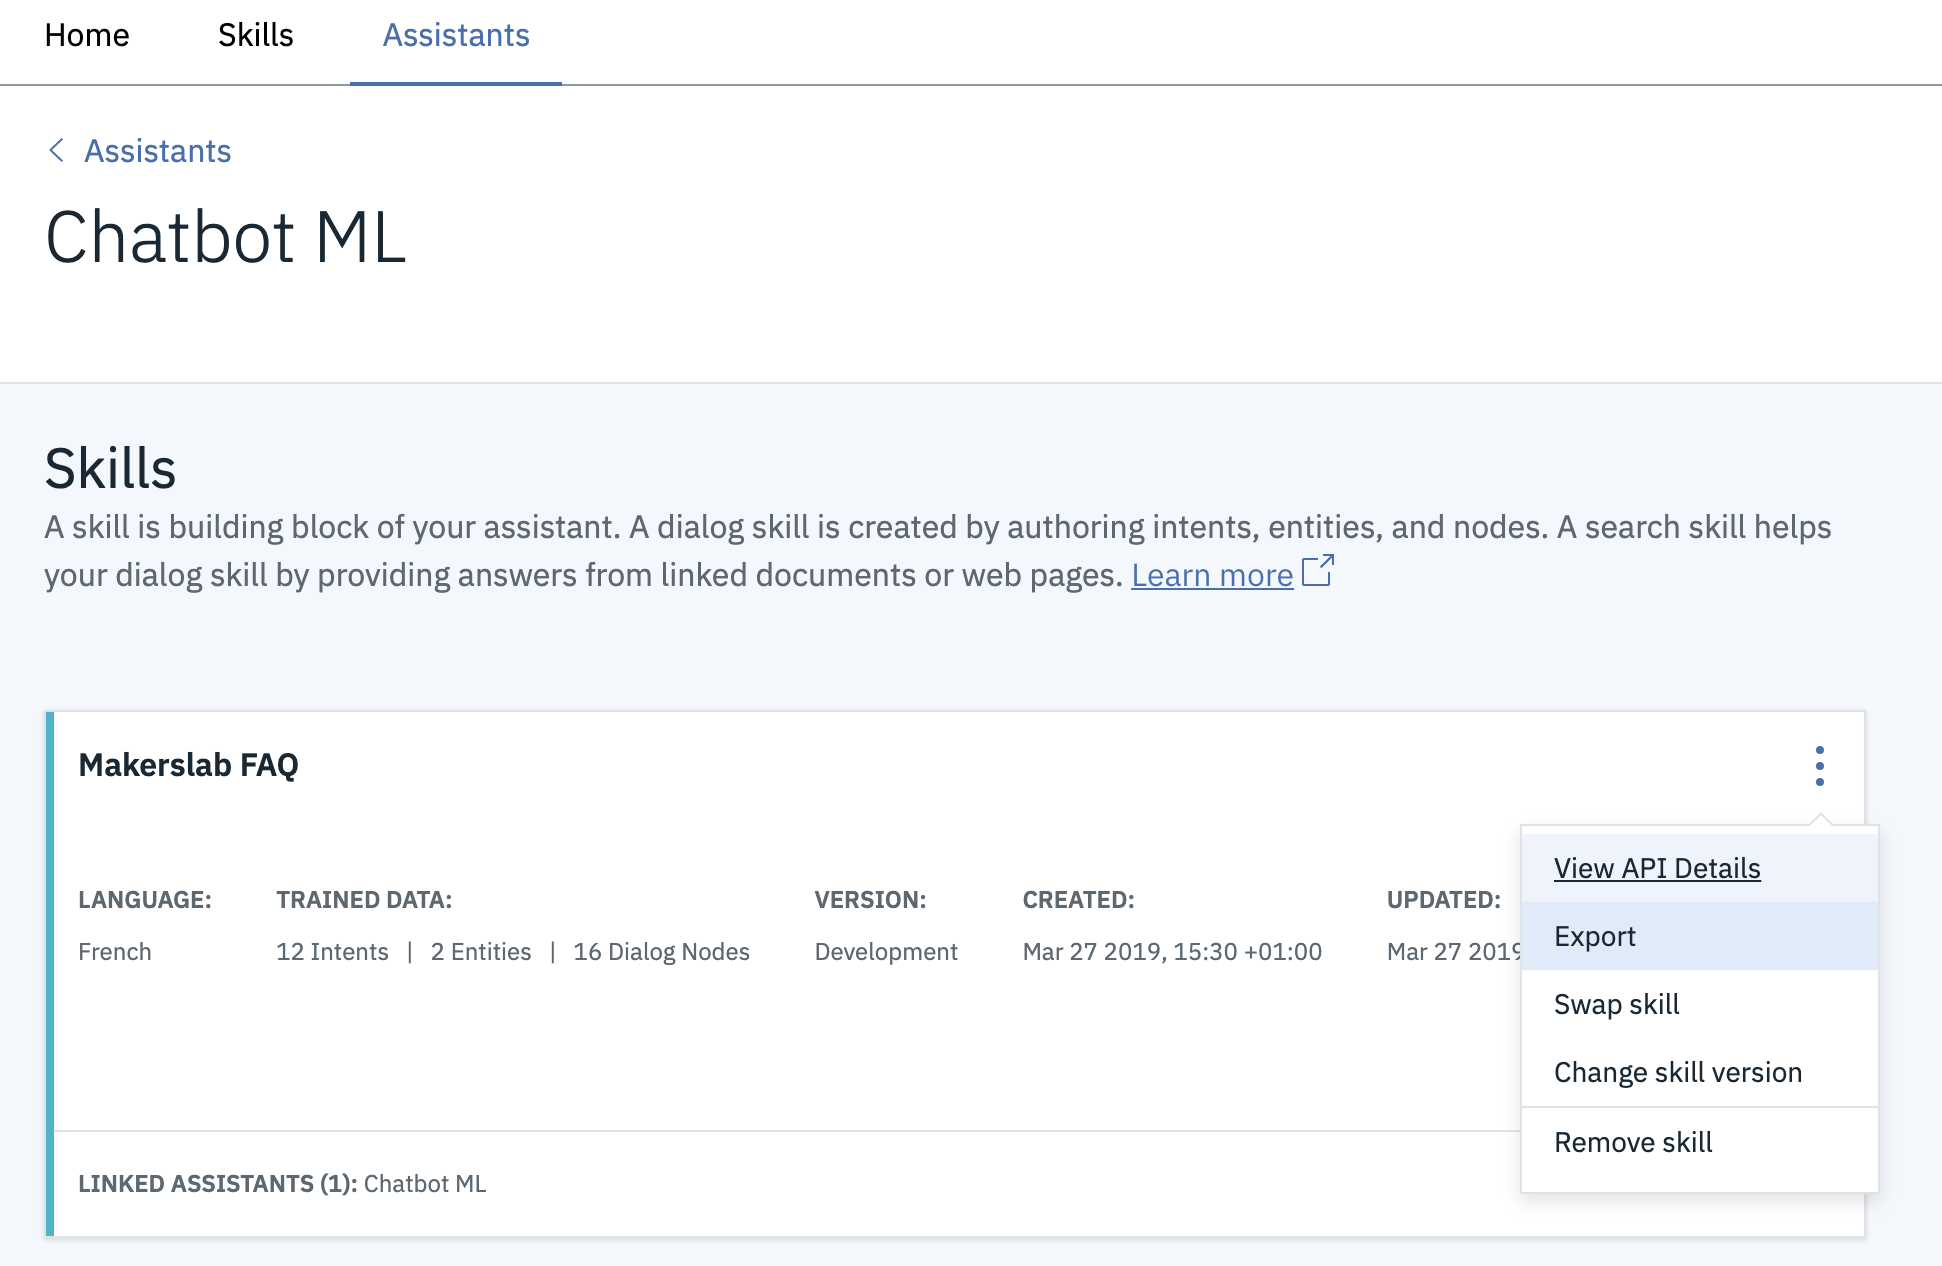 Home Skills Assistants
Assistants
Chatbot ML
Skills
A skill is building block of your assistant. A dialog skill is created by authoring intents, entities, and nodes. A search skill helps
your dialog skill by providing answers from linked documents or web pages. Learn more
Makerslab FAQ
LANGUAGE: TRAINED DATA: VERSION: CREATED: UPDATED:
French 12 Intents | 2 Entities | 16 Dialog Nodes Development Mar 27 2019, 15:30 +01:00 Mar 27 2019
View API Details
Export
Swap skill
Change skill version
Remove skill
LINKED ASSISTANTS (1): Chatbot ML